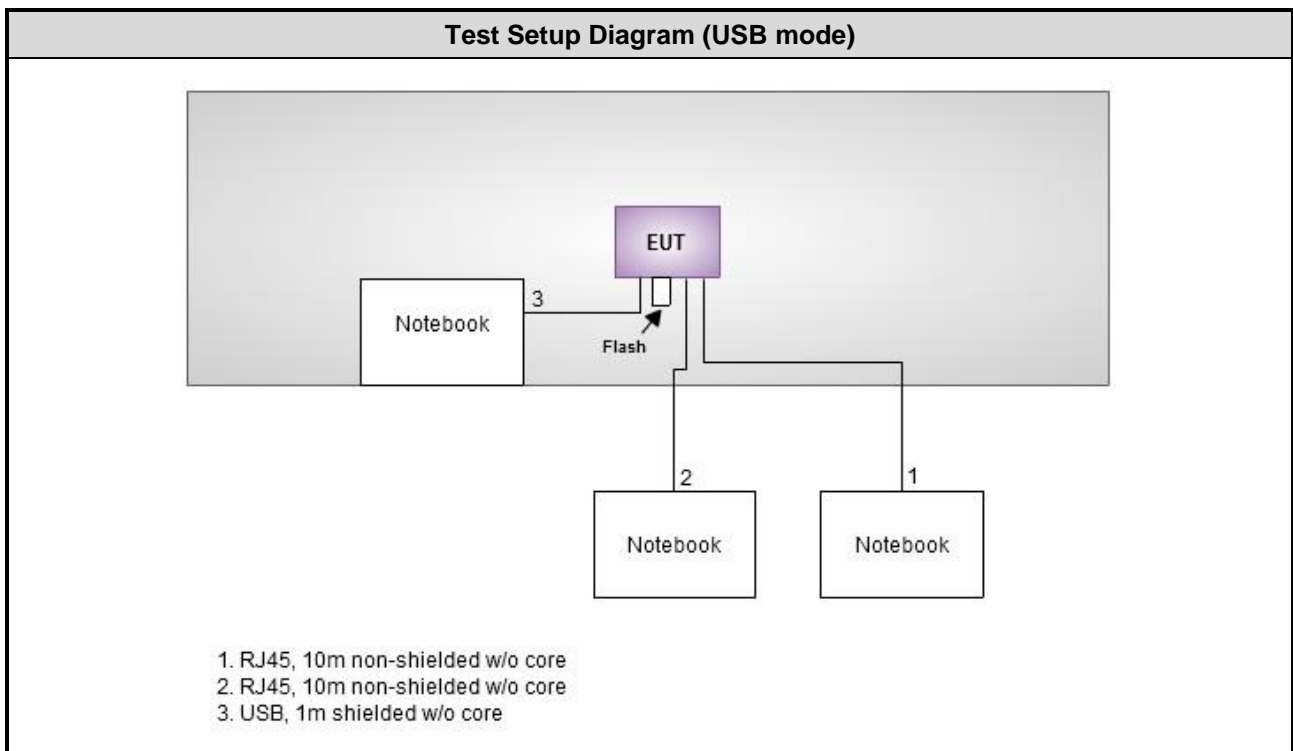 Test Setup Diagram (USB mode)
EUT
3
Notebook
Flash
2
1
Notebook
Notebook
1. RJ45, 10m non-shielded w/o core
2. RJ45, 10m non-shielded w/o core
3. USB, 1m shielded w/o core